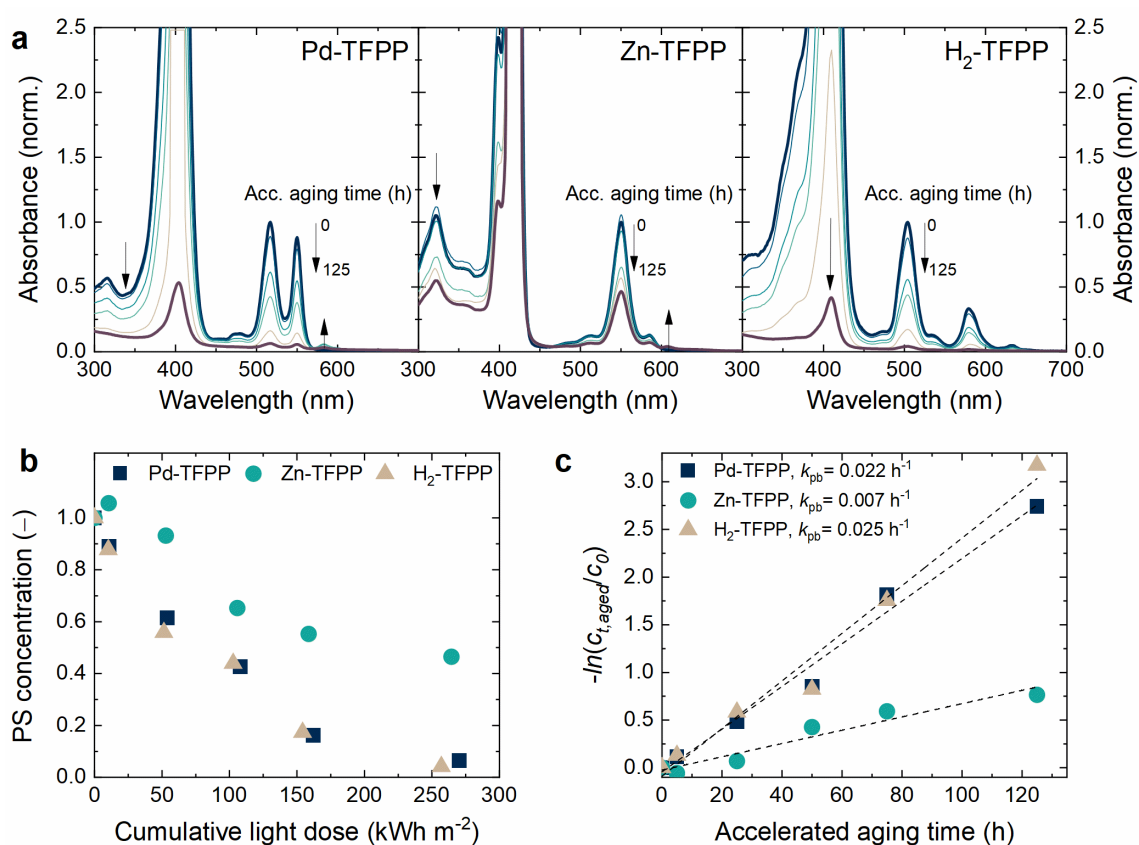 a
Pd-TFPP
Zn-TFPP
H₂-TFPP
Absorbance (norm.)
2.5
2.0
1.5
1.0
0.5
0.0
Acc. aging time (h)
0
125
Acc. aging time (h)
0
125
Acc. aging time (h)
0
125
2.5
2.0
1.5
1.0
0.5
0.0
Absorbance (norm.)
300 400 500 600 300 400 500 600 300 400 500 600 700
Wavelength (nm) Wavelength (nm) Wavelength (nm)
b
Pd-TFPP Zn-TFPP H₂-TFPP
PS concentration (–)
1.0
0.8
0.6
0.4
0.2
0.0
0 50 100 150 200 250 300
Cumulative light dose (kWh m⁻²)
c
Pd-TFPP, kpb = 0.022 h⁻¹
Zn-TFPP, kpb = 0.007 h⁻¹
H₂-TFPP, kpb = 0.025 h⁻¹
-ln(ct,aged/c0)
3.0
2.5
2.0
1.5
1.0
0.5
0.0
0 20 40 60 80 100 120
Accelerated aging time (h)